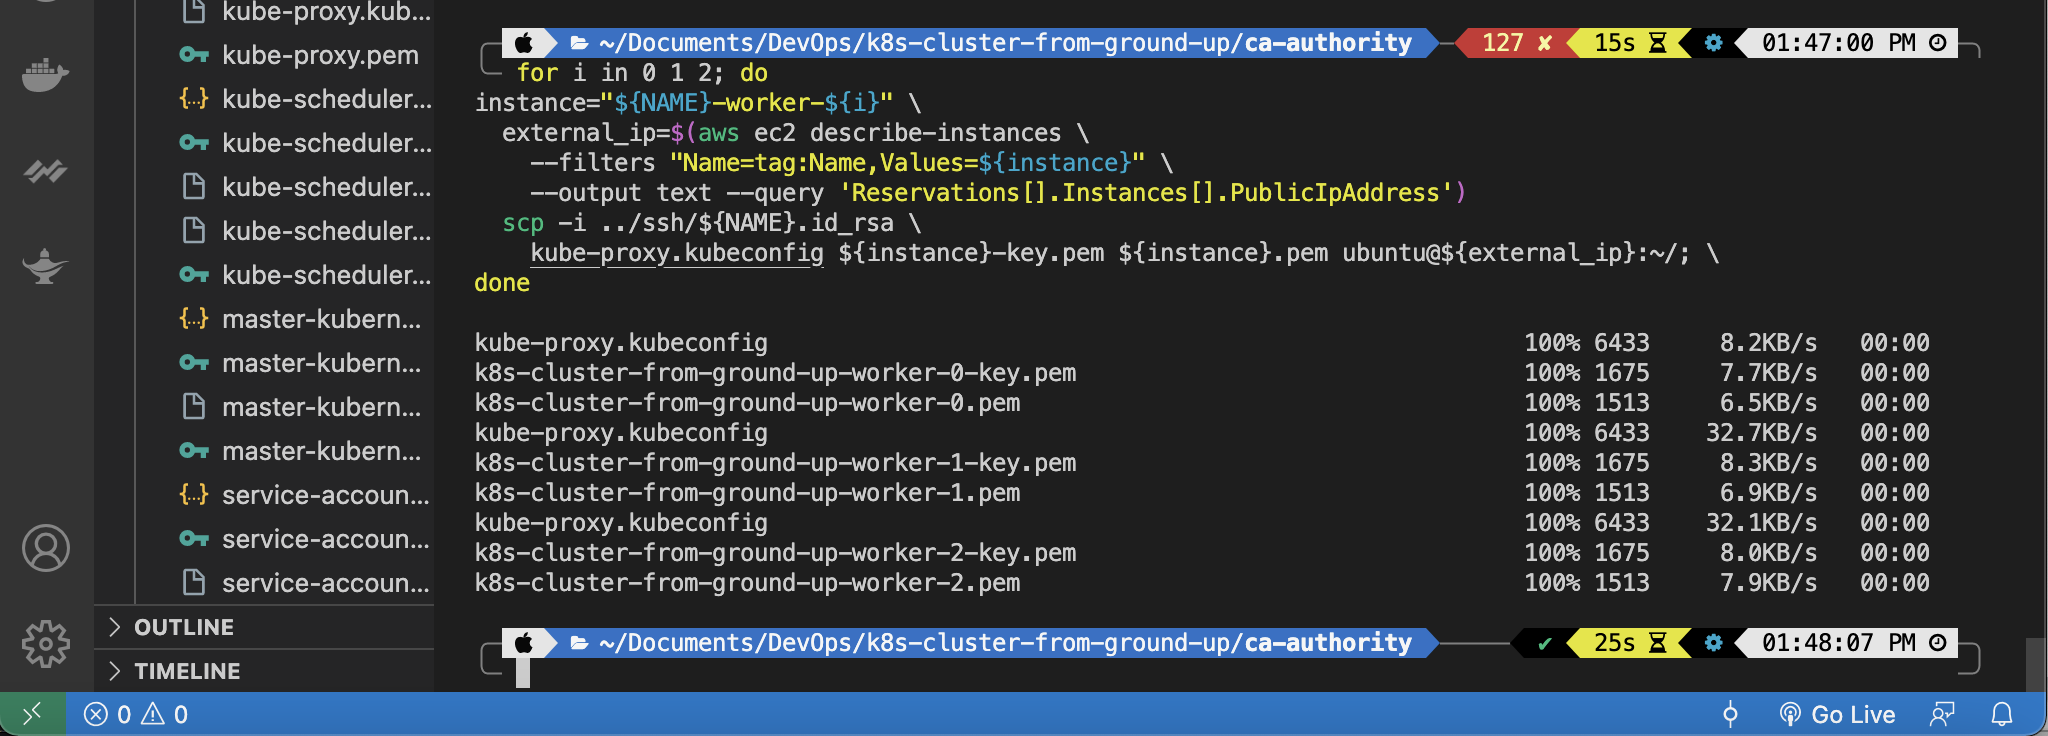 kube-proxy.kub...
kube-proxy.pem
kube-scheduler...
kube-scheduler...
kube-scheduler...
kube-scheduler...
kube-scheduler...
master-kubern...
master-kubern...
master-kubern...
master-kubern...
service-accoun...
service-accoun...
service-accoun...
OUTLINE
TIMELINE
~/Documents/DevOps/k8s-cluster-from-ground-up/ca-authority 127 ✘ 15s 01:47:00 PM
for i in 0 1 2; do
instance="${NAME}-worker-${i}" \
external_ip=$(aws ec2 describe-instances \
--filters "Name=tag:Name,Values=${instance}" \
--output text --query 'Reservations[].Instances[].PublicIpAddress')
scp -i ../ssh/${NAME}.id_rsa \
kube-proxy.kubeconfig ${instance}-key.pem ${instance}.pem ubuntu@${external_ip}:~/; \
done
kube-proxy.kubeconfig 100% 6433 8.2KB/s 00:00
k8s-cluster-from-ground-up-worker-0-key.pem 100% 1675 7.7KB/s 00:00
k8s-cluster-from-ground-up-worker-0.pem 100% 1513 6.5KB/s 00:00
kube-proxy.kubeconfig 100% 6433 32.7KB/s 00:00
k8s-cluster-from-ground-up-worker-1-key.pem 100% 1675 8.3KB/s 00:00
k8s-cluster-from-ground-up-worker-1.pem 100% 1513 6.9KB/s 00:00
kube-proxy.kubeconfig 100% 6433 32.1KB/s 00:00
k8s-cluster-from-ground-up-worker-2-key.pem 100% 1675 8.0KB/s 00:00
k8s-cluster-from-ground-up-worker-2.pem 100% 1513 7.9KB/s 00:00
~/Documents/DevOps/k8s-cluster-from-ground-up/ca-authority ✔ 25s 01:48:07 PM
0 0 Go Live